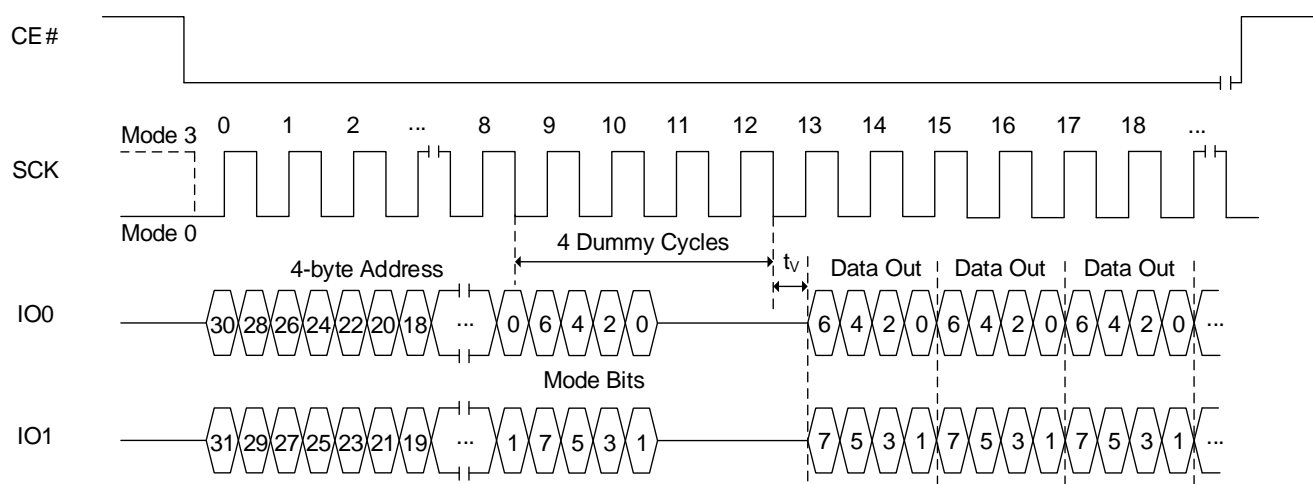 CE#
0 1 2 ... 8 9 10 11 12 13 14 15 16 17 18 ...
Mode 3
SCK
Mode 0
4 Dummy Cycles
tV
4-byte Address
Data Out Data Out Data Out
IO0
30 28 26 24 22 20 18 ... 0 6 4 2 0 6 4 2 0 6 4 2 0 6 4 2 0 ...
Mode Bits
IO1
31 29 27 25 23 21 19 ... 1 7 5 3 1 7 5 3 1 7 5 3 1 7 5 3 1 ...